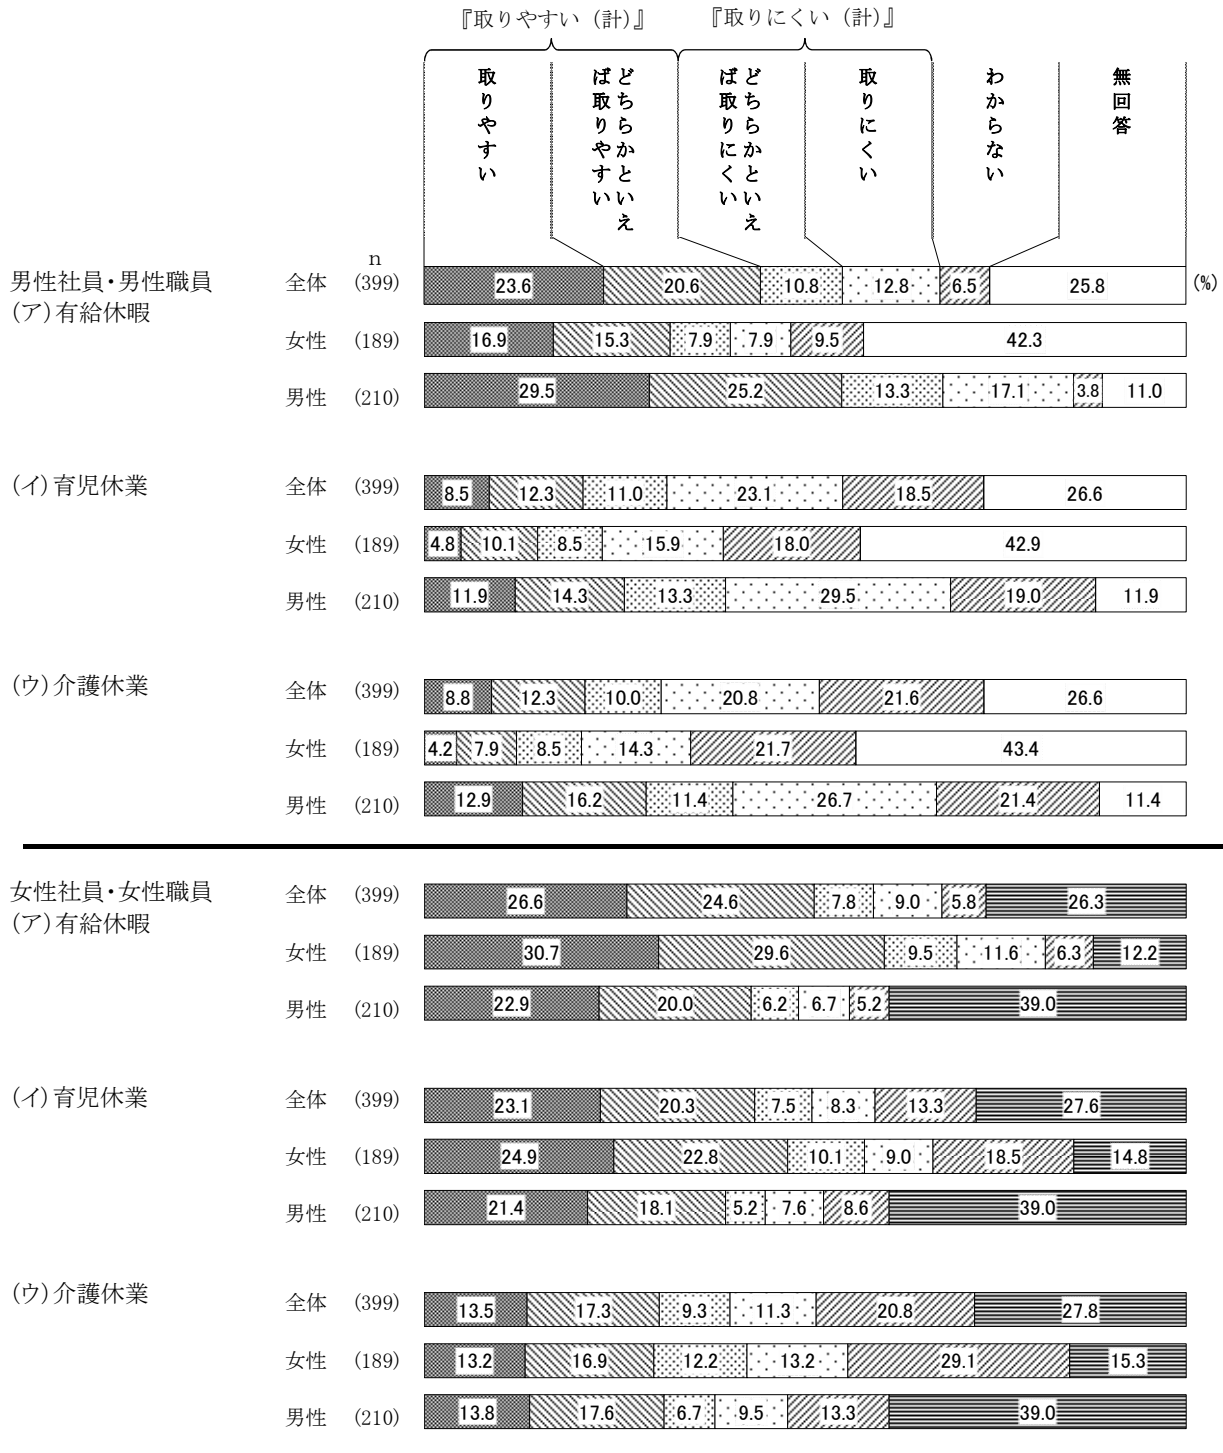 『取りやすい（計）』 『取りにくい（計）』
取りやすい
どちらかといえば取りやすい
どちらかといえば取りにくい
取りにくい
わからない
無回答
n
男性社員・男性職員
(ア)有給休暇
全体 (399) 23.6 20.6 10.8 12.8 6.5 25.8 (%)
女性 (189) 16.9 15.3 7.9 7.9 9.5 42.3
男性 (210) 29.5 25.2 13.3 17.1 3.8 11.0
(イ)育児休業
全体 (399) 8.5 12.3 11.0 23.1 18.5 26.6
女性 (189) 4.8 10.1 8.5 15.9 18.0 42.9
男性 (210) 11.9 14.3 13.3 29.5 19.0 11.9
(ウ)介護休業
全体 (399) 8.8 12.3 10.0 20.8 21.6 26.6
女性 (189) 4.2 7.9 8.5 14.3 21.7 43.4
男性 (210) 12.9 16.2 11.4 26.7 21.4 11.4
女性社員・女性職員
(ア)有給休暇
全体 (399) 26.6 24.6 7.8 9.0 5.8 26.3
女性 (189) 30.7 29.6 9.5 11.6 6.3 12.2
男性 (210) 22.9 20.0 6.2 6.7 5.2 39.0
(イ)育児休業
全体 (399) 23.1 20.3 7.5 8.3 13.3 27.6
女性 (189) 24.9 22.8 10.1 9.0 18.5 14.8
男性 (210) 21.4 18.1 5.2 7.6 8.6 39.0
(ウ)介護休業
全体 (399) 13.5 17.3 9.3 11.3 20.8 27.8
女性 (189) 13.2 16.9 12.2 13.2 29.1 15.3
男性 (210) 13.8 17.6 6.7 9.5 13.3 39.0